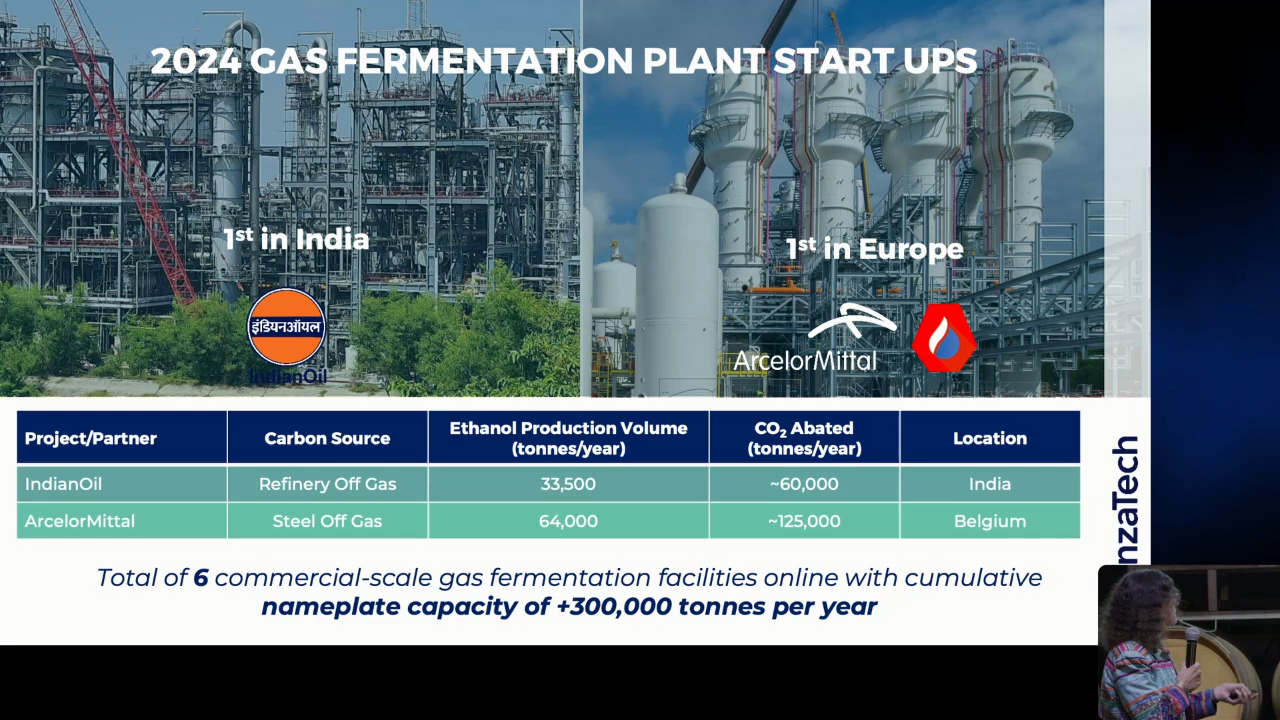 2024 GAS FERMENTATION PLANT START UPS
1st in India
1st in Europe
इंडियनऑयल
IndianOil
ArcelorMittal
Project/Partner Carbon Source Ethanol Production Volume (tonnes/year) CO2 Abated (tonnes/year) Location
IndianOil Refinery Off Gas 33,500 ~60,000 India
ArcelorMittal Steel Off Gas 64,000 ~125,000 Belgium
Total of 6 commercial-scale gas fermentation facilities online with cumulative
nameplate capacity of +300,000 tonnes per year
nzaTech